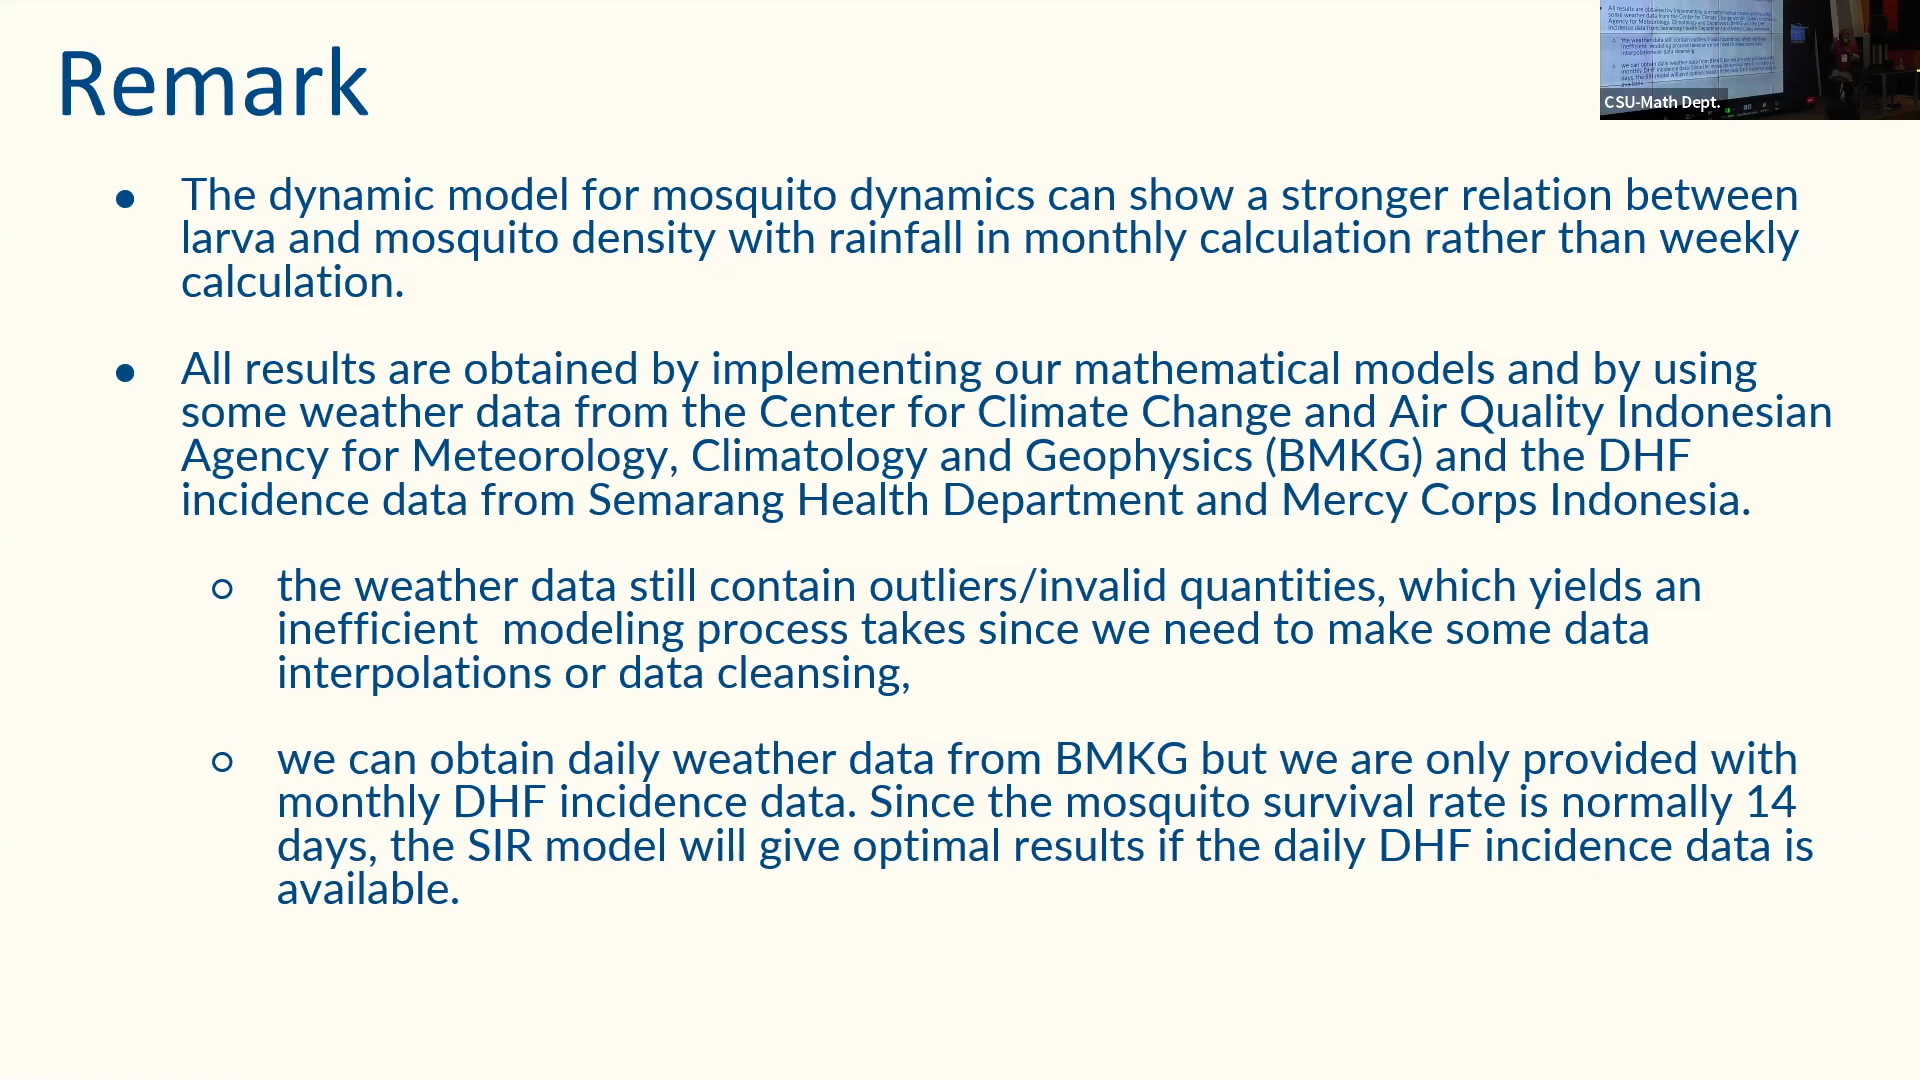 Remark
CSU-Math Dept.
● The dynamic model for mosquito dynamics can show a stronger relation between
larva and mosquito density with rainfall in monthly calculation rather than weekly
calculation.
● All results are obtained by implementing our mathematical models and by using
some weather data from the Center for Climate Change and Air Quality Indonesian
Agency for Meteorology, Climatology and Geophysics (BMKG) and the DHF
incidence data from Semarang Health Department and Mercy Corps Indonesia.
○ the weather data still contain outliers/invalid quantities, which yields an
inefficient  modeling process takes since we need to make some data
interpolations or data cleansing,
○ we can obtain daily weather data from BMKG but we are only provided with
monthly DHF incidence data. Since the mosquito survival rate is normally 14
days, the SIR model will give optimal results if the daily DHF incidence data is
available.